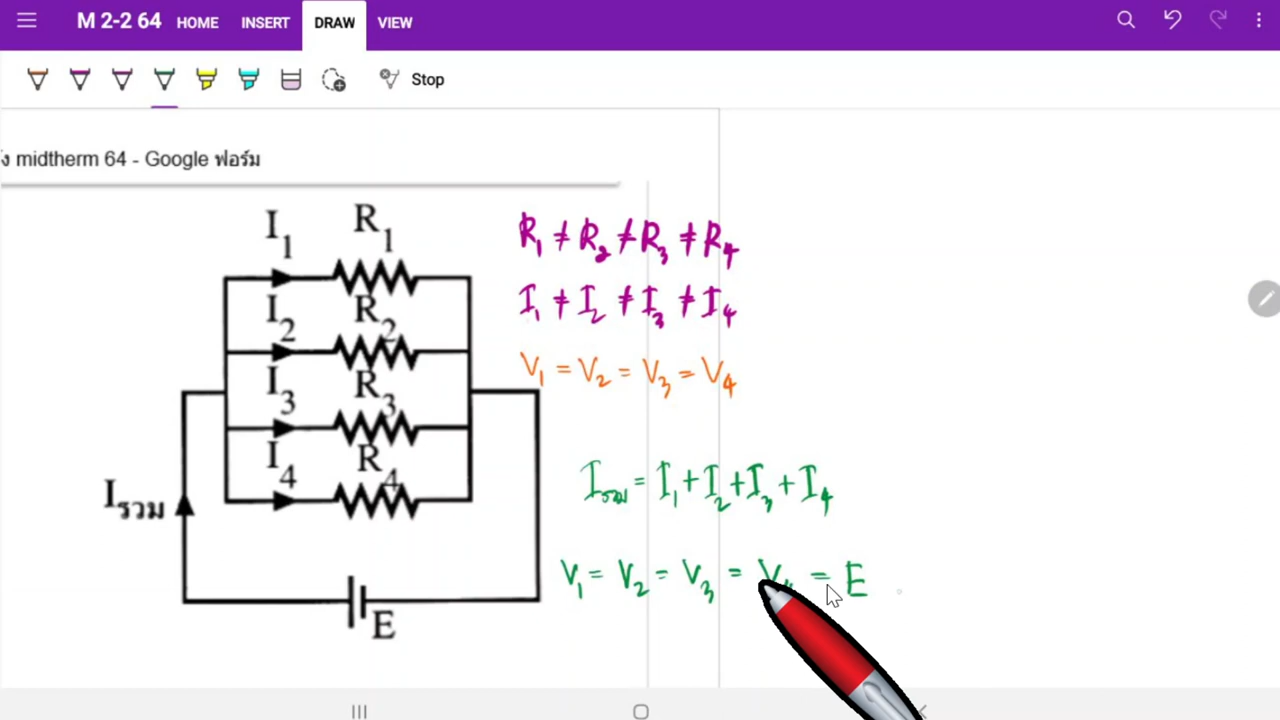 M 2-2 64 HOME INSERT DRAW VIEW
Stop
ง midtherm 64 - Google ฟอร์ม
I1 R1
I2 R2
I3 R3
I4 R4
Iรวม
E
R1 ≠ R2 ≠ R3 ≠ R4
I1 ≠ I2 ≠ I3 ≠ I4
V1 = V2 = V3 = V4
Iรวม = I1 + I2 + I3 + I4
V1 = V2 = V3 = V4 = E